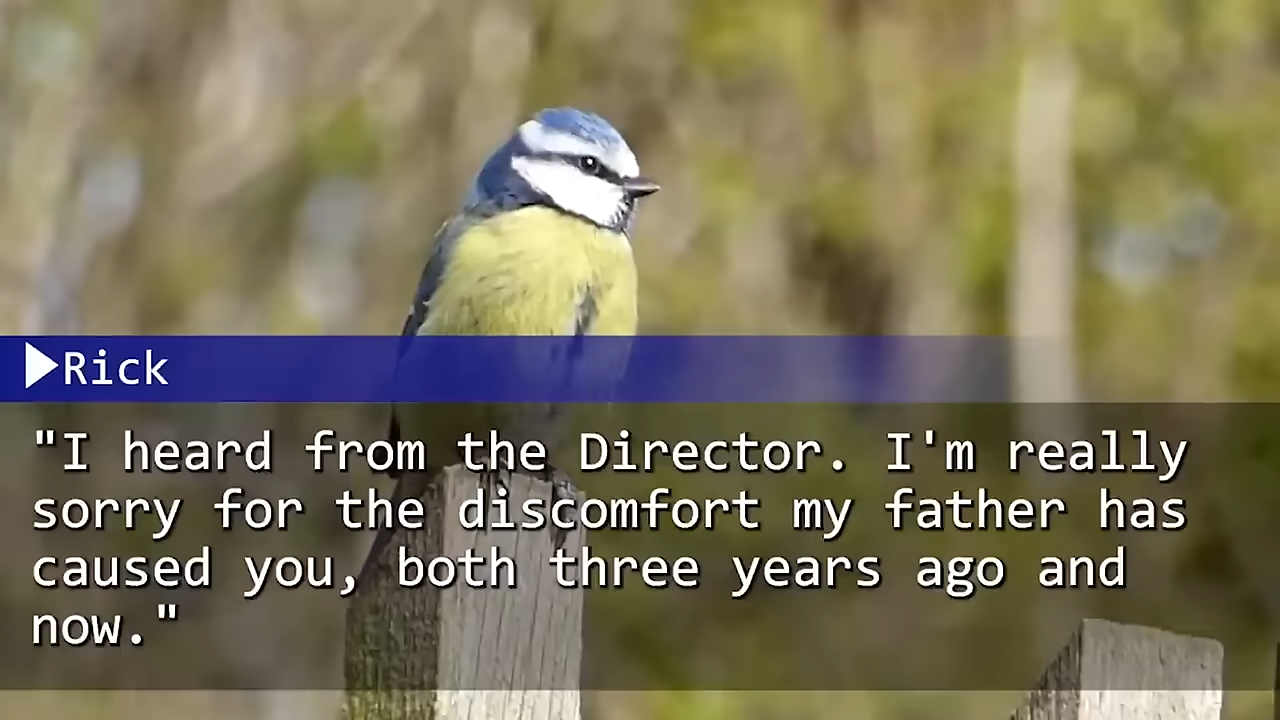 Rick
"I heard from the Director. I'm really
sorry for the discomfort my father has
caused you, both three years ago and
now."